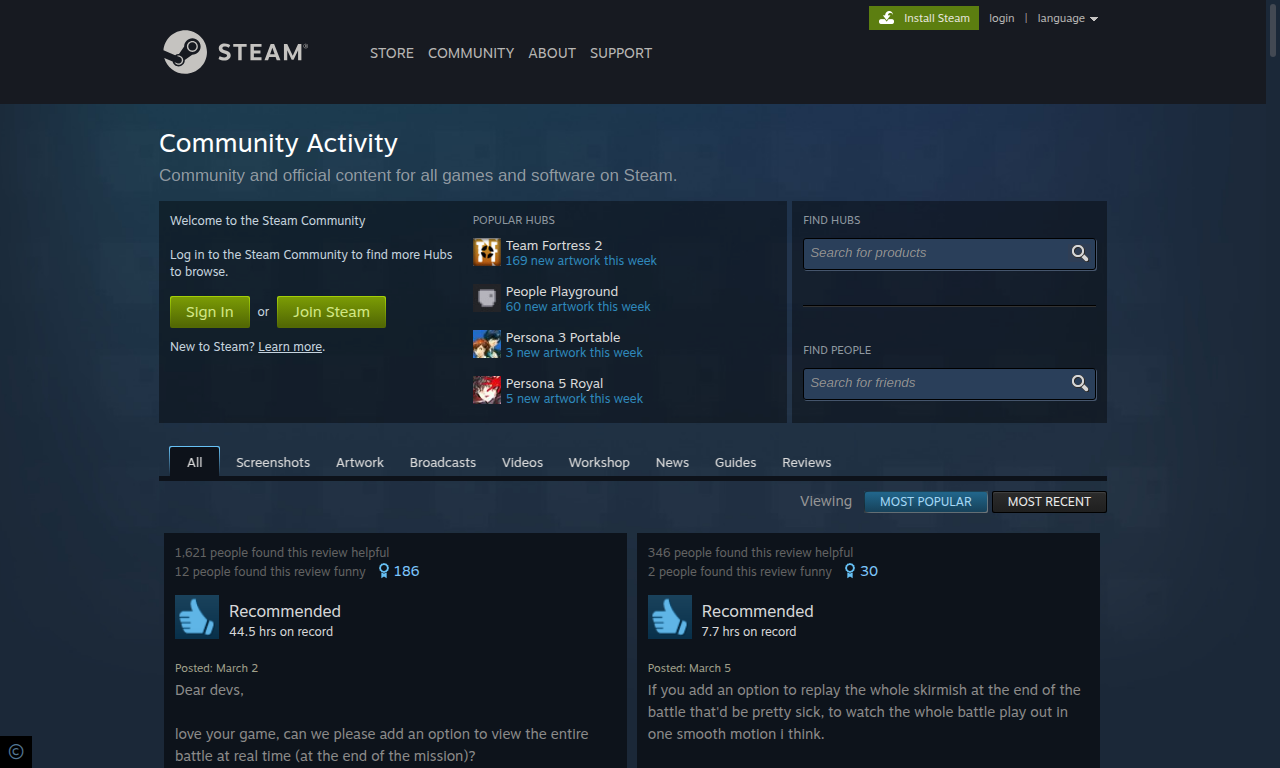 Install Steam
login | language
STEAM
STORE COMMUNITY ABOUT SUPPORT
Community Activity
Community and official content for all games and software on Steam.
Welcome to the Steam Community
Log in to the Steam Community to find more Hubs
to browse.
Sign In or Join Steam
New to Steam? Learn more.
POPULAR HUBS
Team Fortress 2
169 new artwork this week
People Playground
60 new artwork this week
Persona 3 Portable
3 new artwork this week
Persona 5 Royal
5 new artwork this week
FIND HUBS
Search for products
FIND PEOPLE
Search for friends
All Screenshots Artwork Broadcasts Videos Workshop News Guides Reviews
Viewing MOST POPULAR MOST RECENT
1,621 people found this review helpful
12 people found this review funny 186
Recommended
44.5 hrs on record
Posted: March 2
Dear devs,
love your game, can we please add an option to view the entire
battle at real time (at the end of the mission)?
346 people found this review helpful
2 people found this review funny 30
Recommended
7.7 hrs on record
Posted: March 5
If you add an option to replay the whole skirmish at the end of the
battle that'd be pretty sick, to watch the whole battle play out in
one smooth motion i think.
©